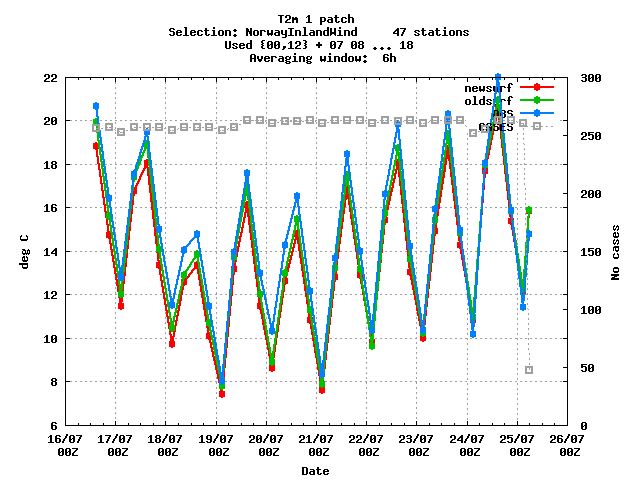 T2m 1 patch
Selection: NorwayInlandWind     47 stations
Used {00,12} + 07 08 ... 18
Averaging window:  6h
newsurf
oldsurf
OBS
CASES
22
20
18
16
14
12
10
8
6
300
250
200
150
100
50
0
deg C
No cases
16/07 17/07 18/07 19/07 20/07 21/07 22/07 23/07 24/07 25/07 26/07
00Z 00Z 00Z 00Z 00Z 00Z 00Z 00Z 00Z 00Z 00Z
Date